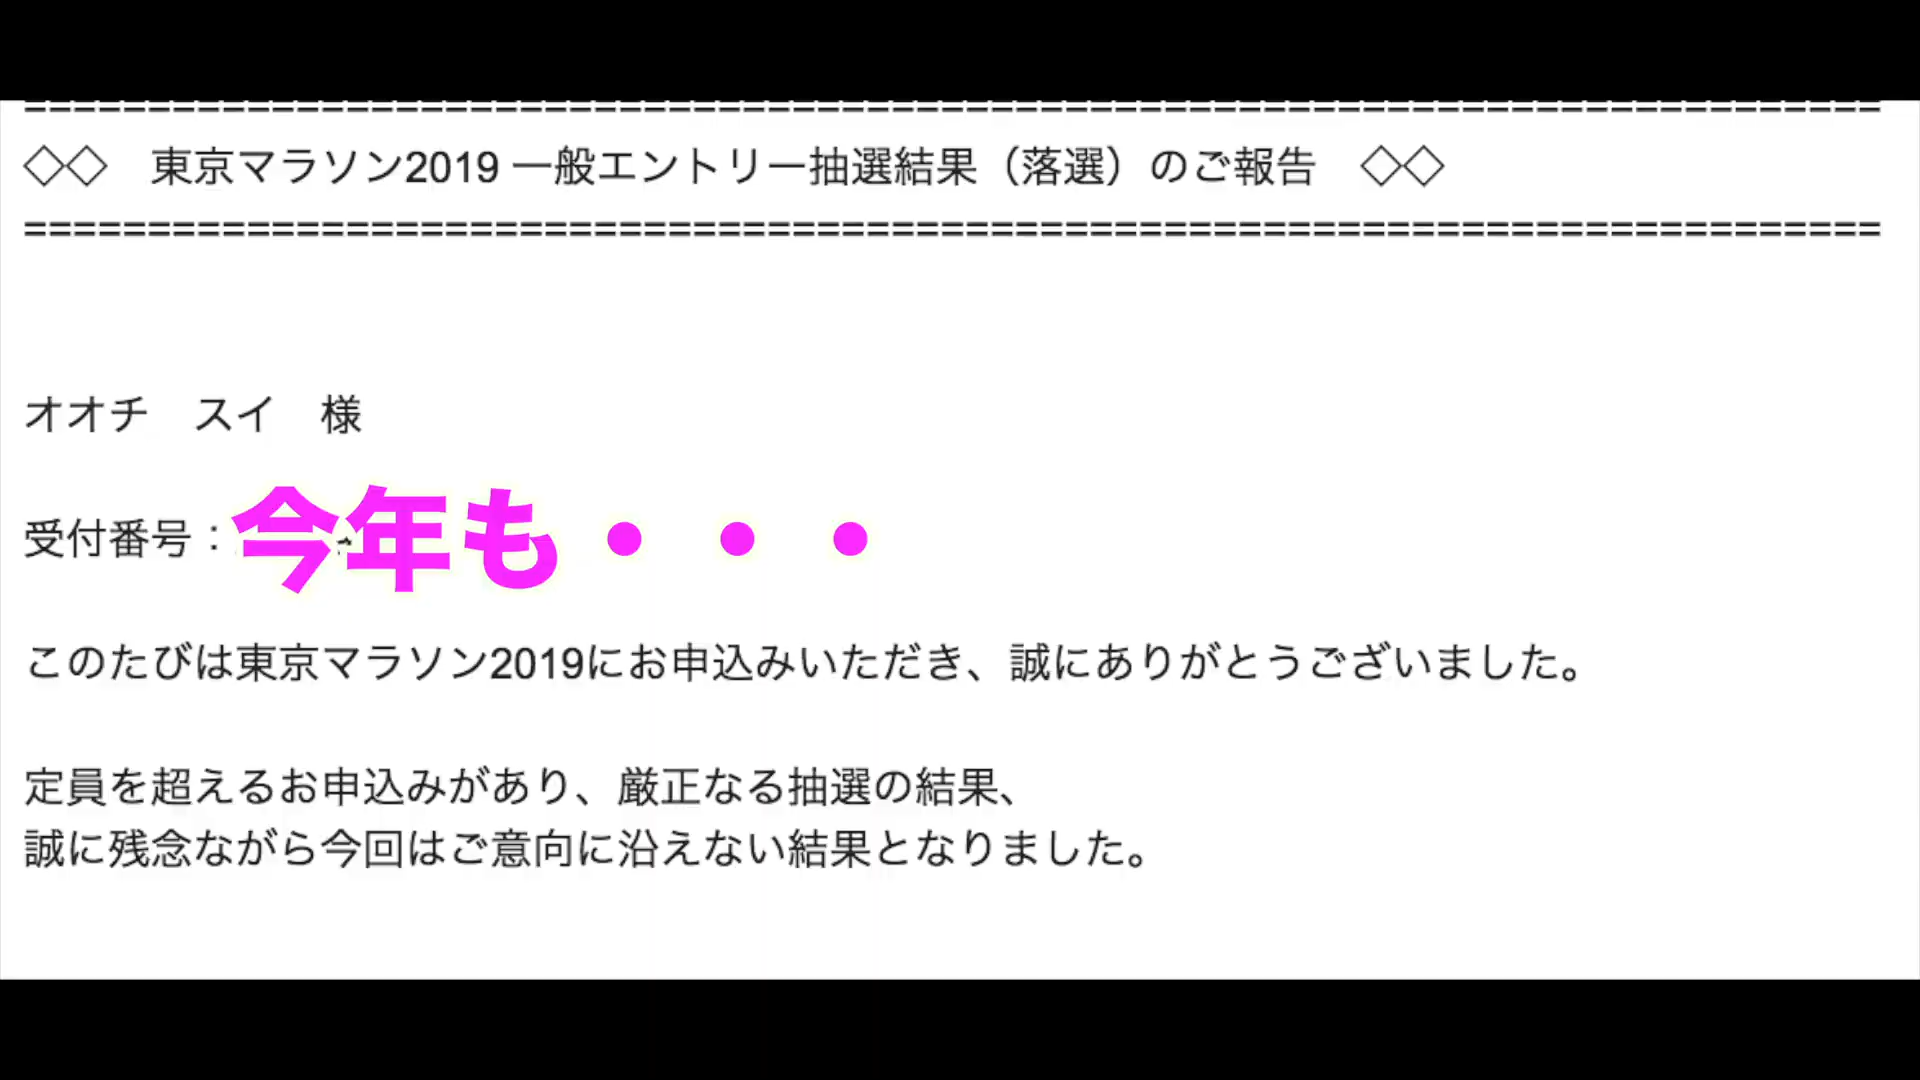 ==========================================================================
◇◇　東京マラソン2019 一般エントリー抽選結果（落選）のご報告　◇◇
==========================================================================
オオチ　スイ　様
受付番号：
今年も・・・
このたびは東京マラソン2019にお申込みいただき、誠にありがとうございました。
定員を超えるお申込みがあり、厳正なる抽選の結果、
誠に残念ながら今回はご意向に沿えない結果となりました。